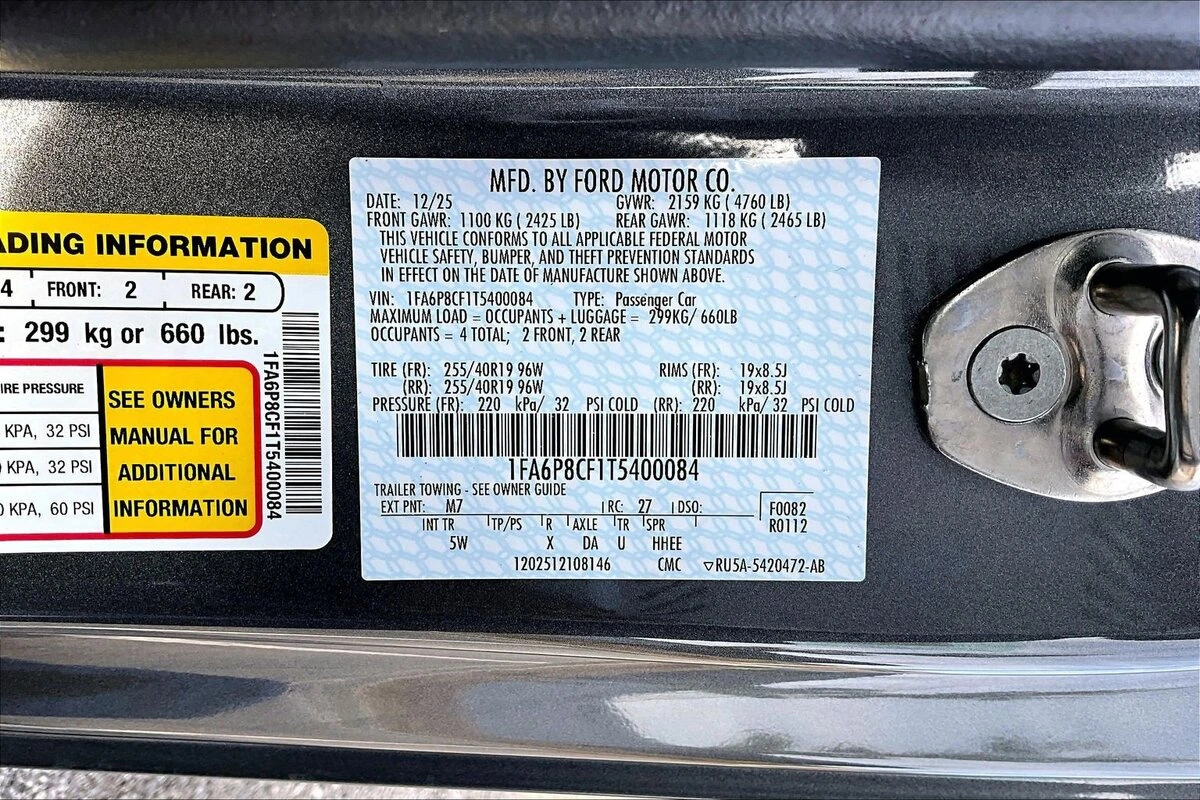 ADING INFORMATION
4 FRONT: 2 REAR: 2
: 299 kg or 660 lbs.
IRE PRESSURE
KPA, 32 PSI
KPA, 32 PSI
KPA, 60 PSI
SEE OWNERS
MANUAL FOR
ADDITIONAL
INFORMATION
1FA6P8CF1T5400084
MFD. BY FORD MOTOR CO.
DATE: 12/25 GVWR: 2159 KG ( 4760 LB)
FRONT GAWR: 1100 KG ( 2425 LB) REAR GAWR: 1118 KG ( 2465 LB)
THIS VEHICLE CONFORMS TO ALL APPLICABLE FEDERAL MOTOR
VEHICLE SAFETY, BUMPER, AND THEFT PREVENTION STANDARDS
IN EFFECT ON THE DATE OF MANUFACTURE SHOWN ABOVE.
VIN: 1FA6P8CF1T5400084 TYPE: Passenger Car
MAXIMUM LOAD = OCCUPANTS + LUGGAGE = 299KG/ 660LB
OCCUPANTS = 4 TOTAL; 2 FRONT, 2 REAR
TIRE (FR): 255/40R19 96W RIMS (FR): 19x8.5J
(RR): 255/40R19 96W (RR): 19x8.5J
PRESSURE (FR): 220 kPa/ 32 PSI COLD (RR): 220 kPa/ 32 PSI COLD
1FA6P8CF1T5400084
TRAILER TOWING - SEE OWNER GUIDE
EXT PNT: M7 RC: 27 DSO: F0082
R0112
INT TR TP/PS R AXLE TR SPR
5W X DA U HHEE
1202512108146 CMC ▽RU5A-5420472-AB